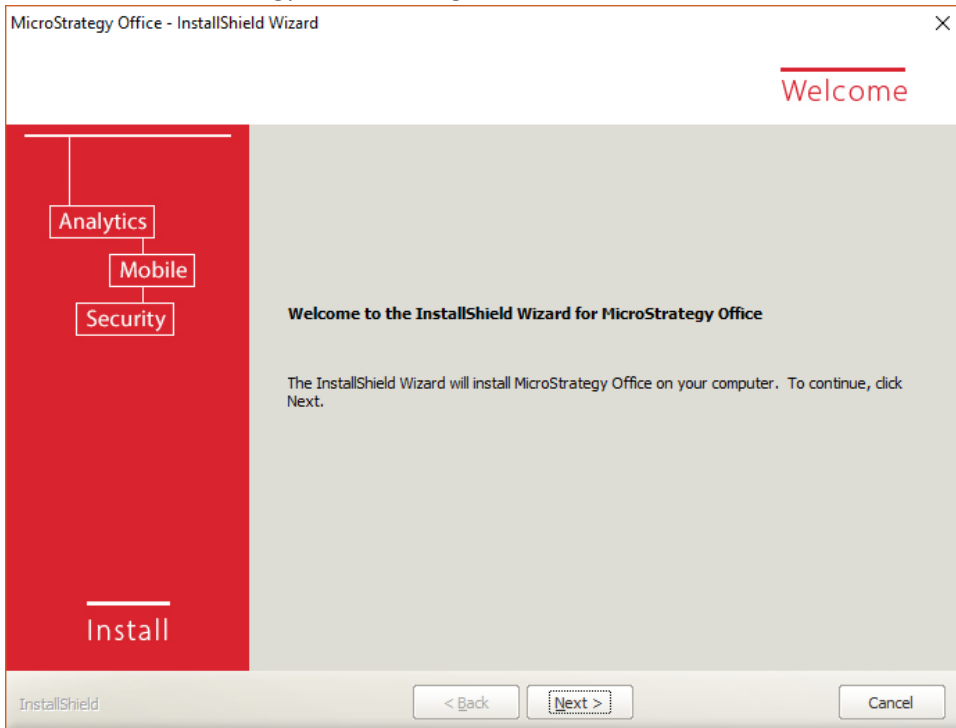 MicroStrategy Office - InstallShield Wizard
Welcome
Analytics
Mobile
Security
Welcome to the InstallShield Wizard for MicroStrategy Office
The InstallShield Wizard will install MicroStrategy Office on your computer. To continue, click
Next.
Install
InstallShield
< Back
Next >
Cancel